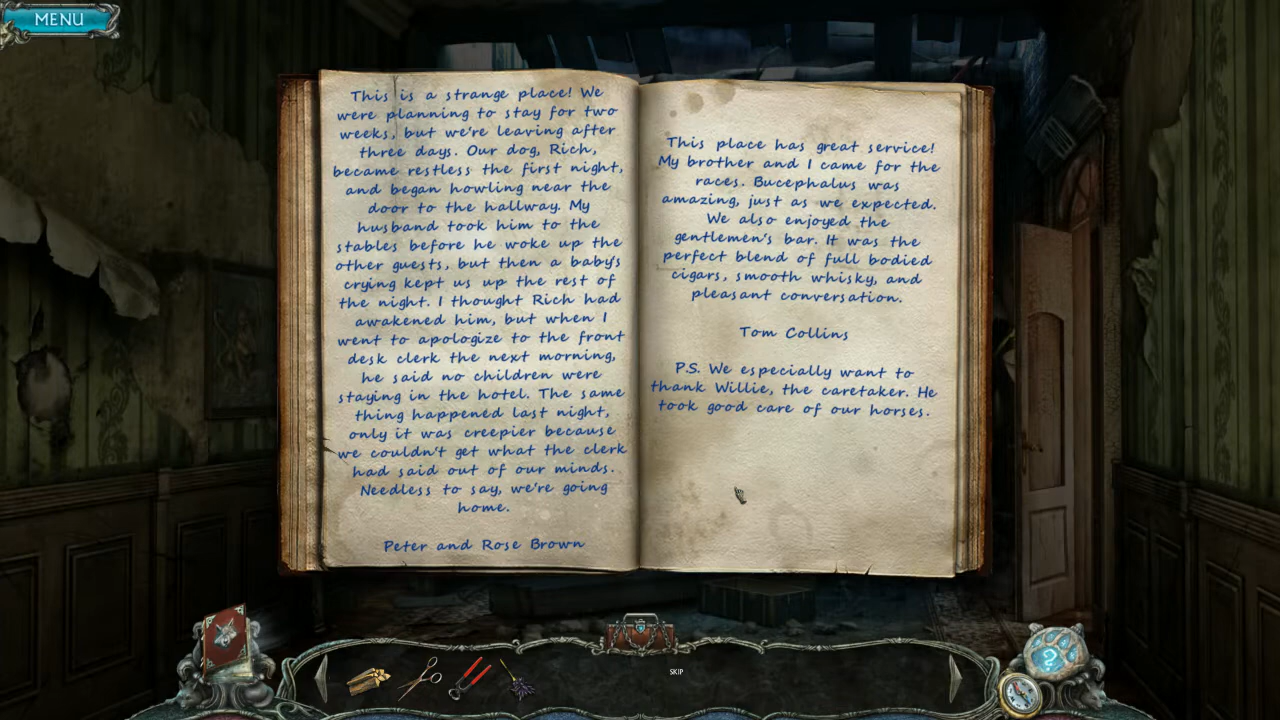 MENU
This is a strange place! We
were planning to stay for two
weeks, but we're leaving after
three days. Our dog, Rich,
became restless the first night,
and began howling near the
door to the hallway. My
husband took him to the
stables before he woke up the
other guests, but then a baby's
crying kept us up the rest of
the night. I thought Rich had
awakened him, but when I
went to apologize to the front
desk clerk the next morning,
he said no children were
staying in the hotel. The same
thing happened last night,
only it was creepier because
we couldn't get what the clerk
had said out of our minds.
Needless to say, we're going
home.
Peter and Rose Brown
This place has great service!
My brother and I came for the
races. Bucephalus was
amazing, just as we expected.
We also enjoyed the
gentlemen's bar. It was the
perfect blend of full bodied
cigars, smooth whisky, and
pleasant conversation.
Tom Collins
P.S. We especially want to
thank Willie, the caretaker. He
took good care of our horses.
SKIP
?